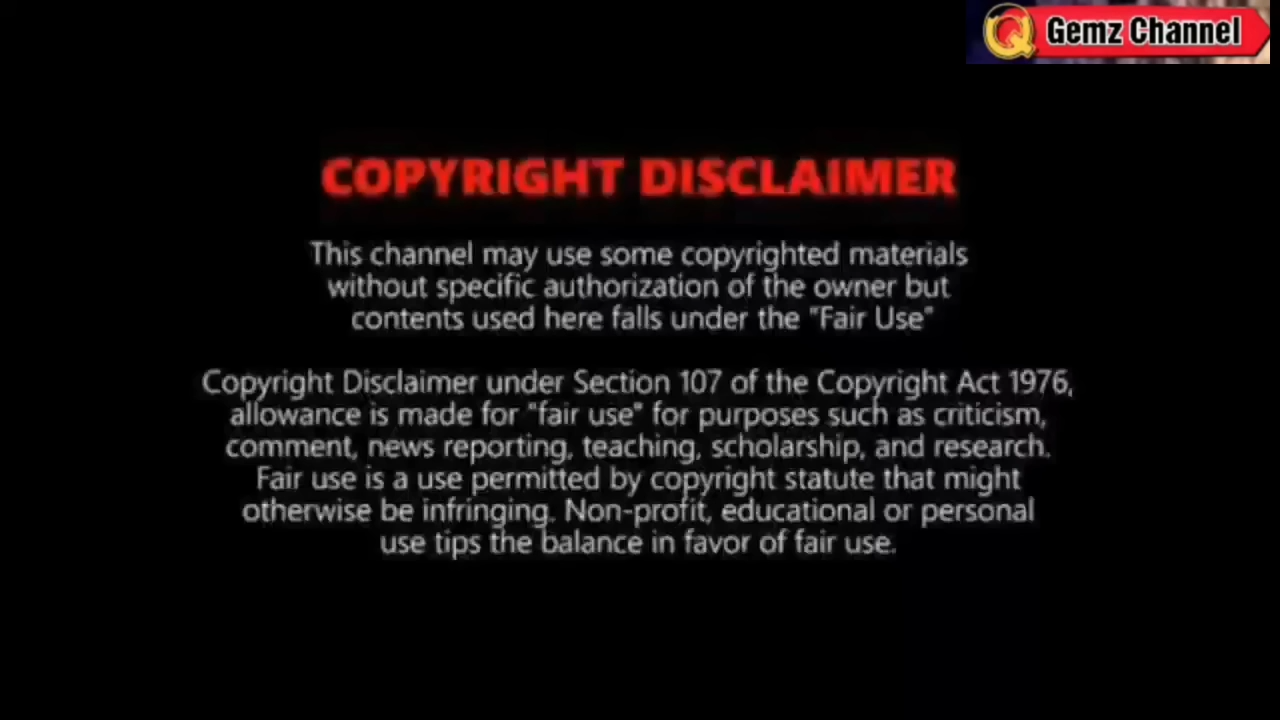 Gemz Channel
COPYRIGHT DISCLAIMER
This channel may use some copyrighted materials
without specific authorization of the owner but
contents used here falls under the "Fair Use"
Copyright Disclaimer under Section 107 of the Copyright Act 1976,
allowance is made for "fair use" for purposes such as criticism,
comment, news reporting, teaching, scholarship, and research.
Fair use is a use permitted by copyright statute that might
otherwise be infringing. Non-profit, educational or personal
use tips the balance in favor of fair use.